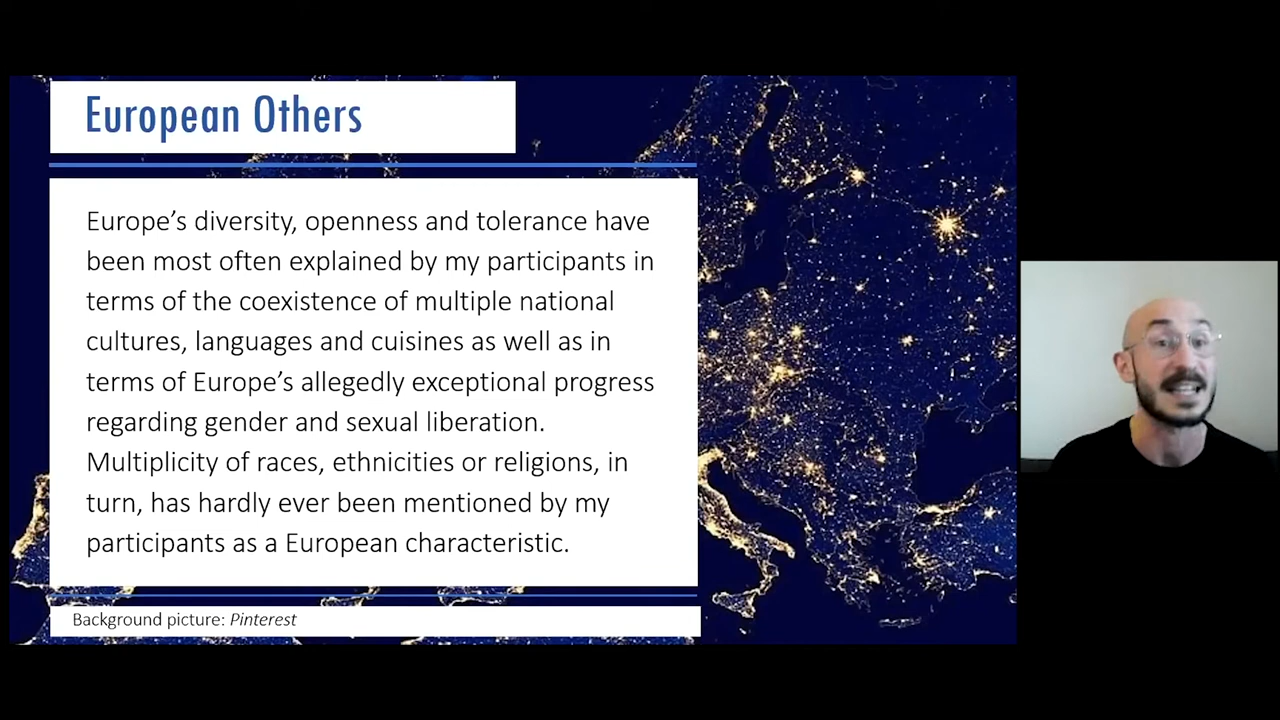 European Others
Europe’s diversity, openness and tolerance have
been most often explained by my participants in
terms of the coexistence of multiple national
cultures, languages and cuisines as well as in
terms of Europe’s allegedly exceptional progress
regarding gender and sexual liberation.
Multiplicity of races, ethnicities or religions, in
turn, has hardly ever been mentioned by my
participants as a European characteristic.
Background picture: Pinterest